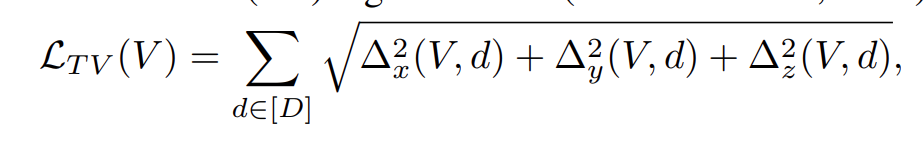 \mathcal{L}_{TV}(V) = \sum_{d \in [D]} \sqrt{\Delta_x^2(V, d) + \Delta_y^2(V, d) + \Delta_z^2(V, d)},